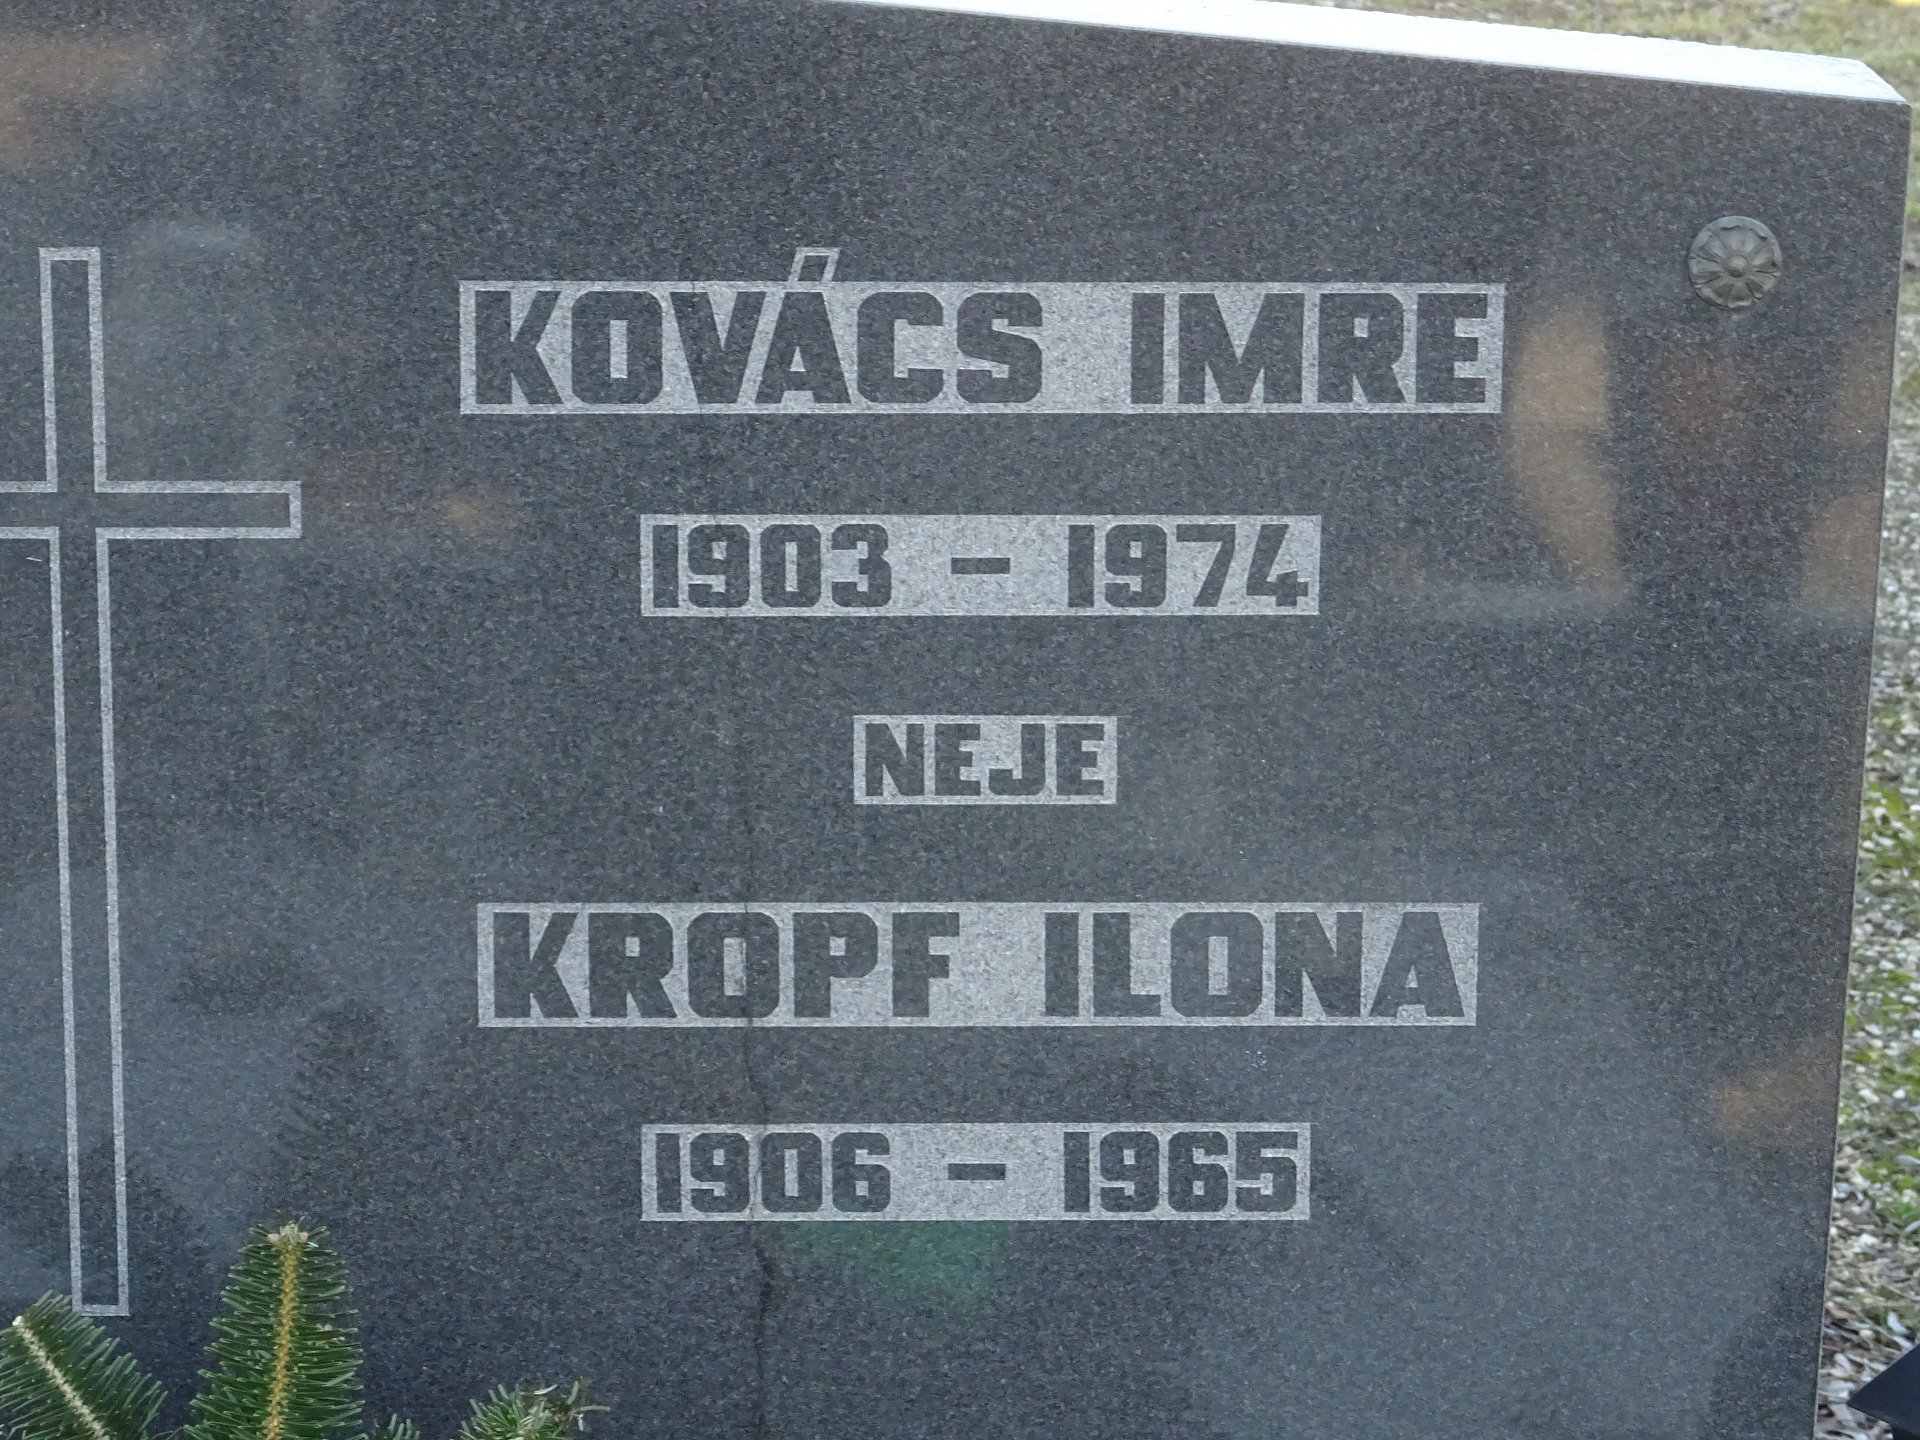 KOVÁCS IMRE
1903 - 1974
NEJE
KROPF ILONA
1906 - 1965